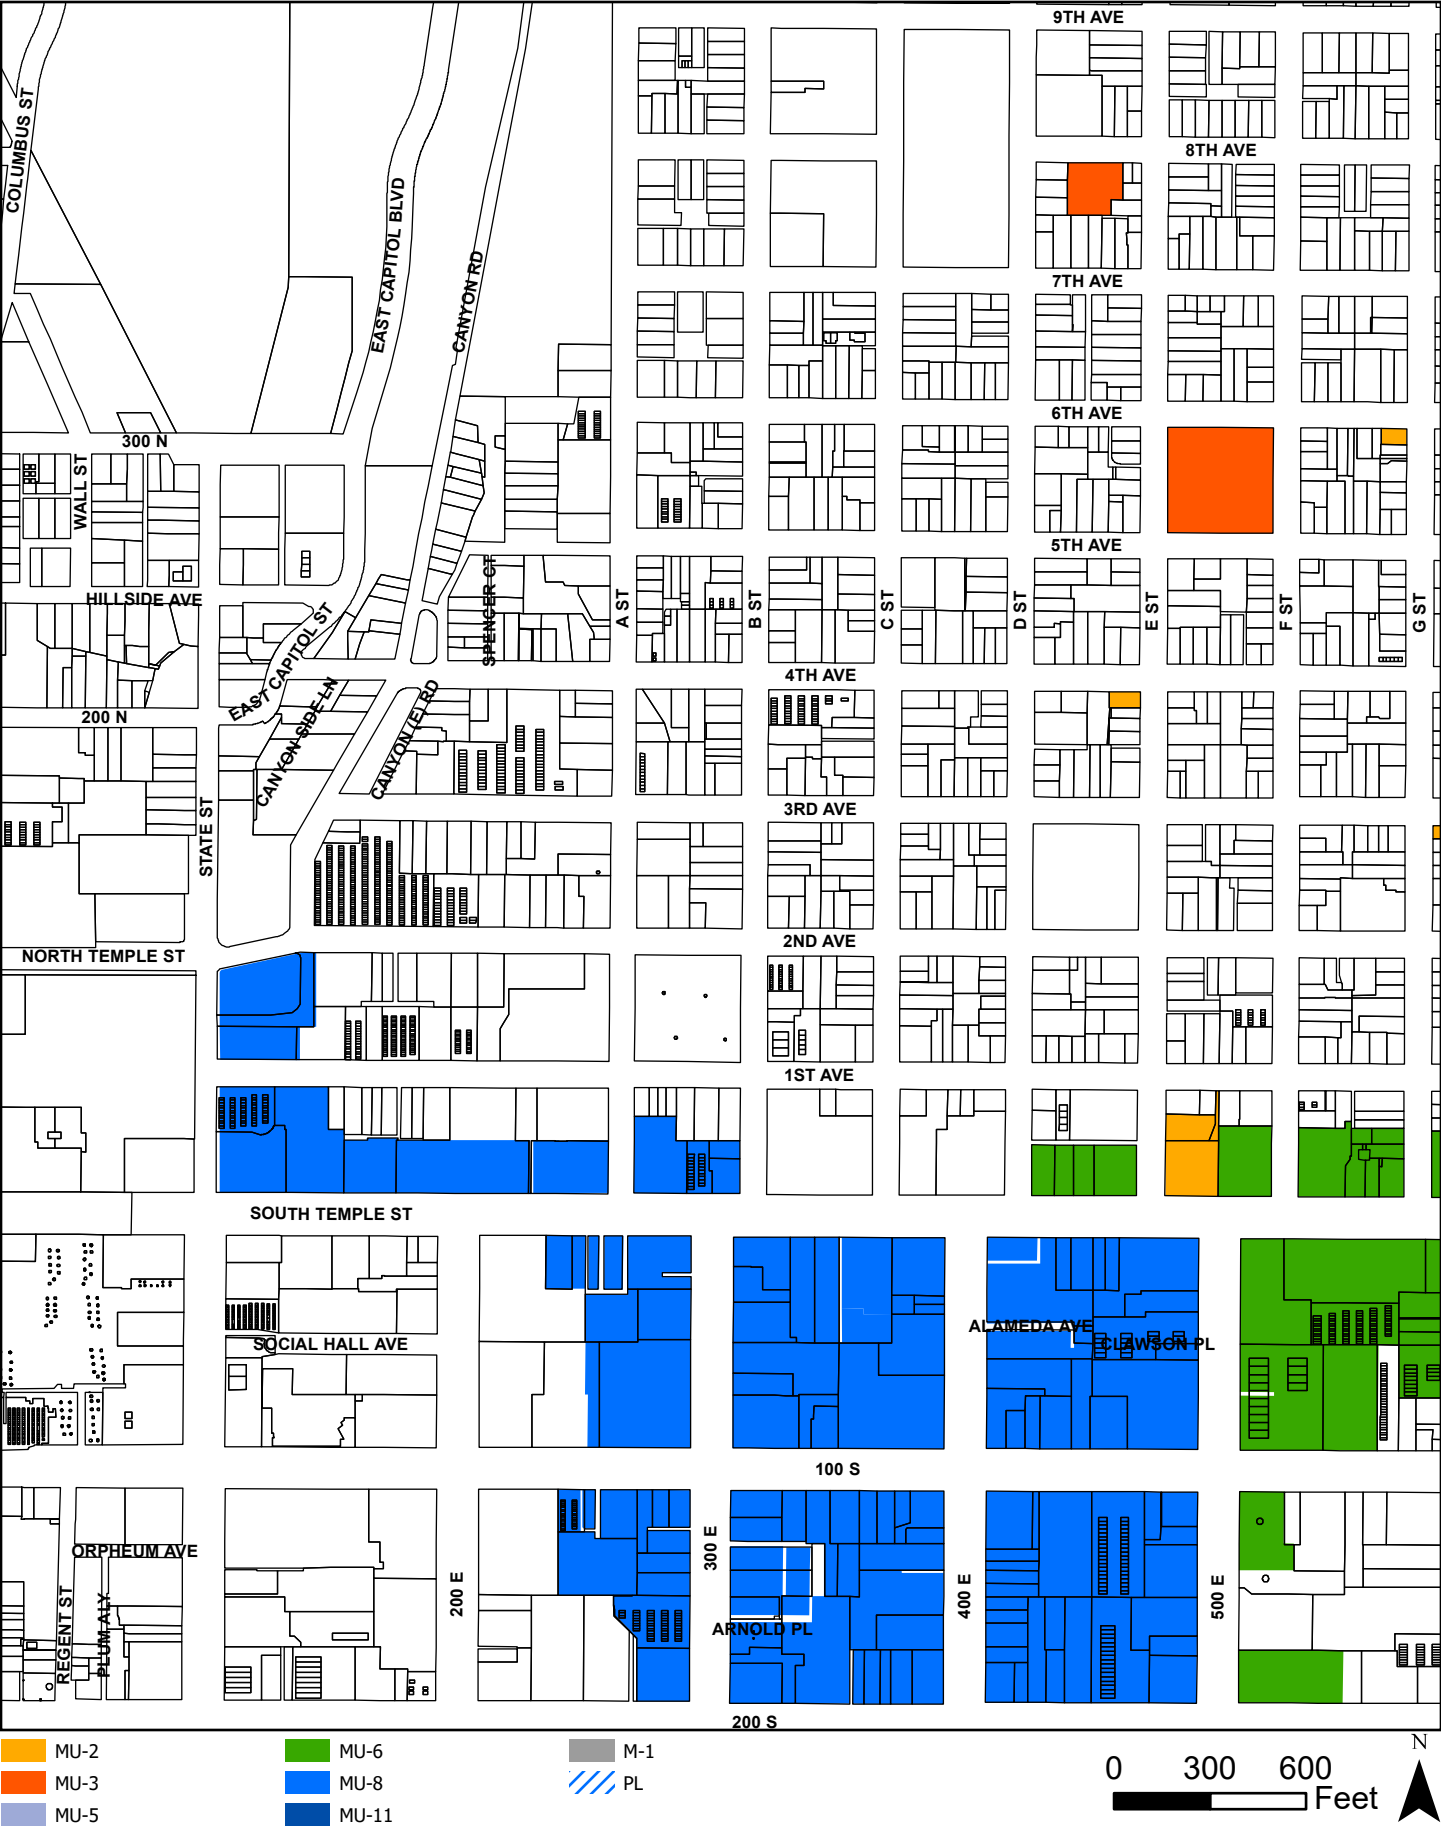 9TH AVE
COLUMBUS ST
8TH AVE
EAST CAPITOL BLVD
CANYON RD
7TH AVE
6TH AVE
300 N
WALL ST
5TH AVE
HILLSIDE AVE
SPENCER CT
A ST
B ST
C ST
D ST
E ST
F ST
G ST
EAST CAPITOL ST
4TH AVE
200 N
CANYON SIDE LN
CANYON (E) RD
STATE ST
3RD AVE
2ND AVE
NORTH TEMPLE ST
1ST AVE
SOUTH TEMPLE ST
ALAMEDA AVE
SOCIAL HALL AVE
CLAWSON PL
100 S
ORPHEUM AVE
REGENT ST
PLUM ALY
200 E
300 E
400 E
500 E
ARNOLD PL
200 S
MU-2
MU-3
MU-5
MU-6
MU-8
MU-11
M-1
PL
0 300 600
Feet
N